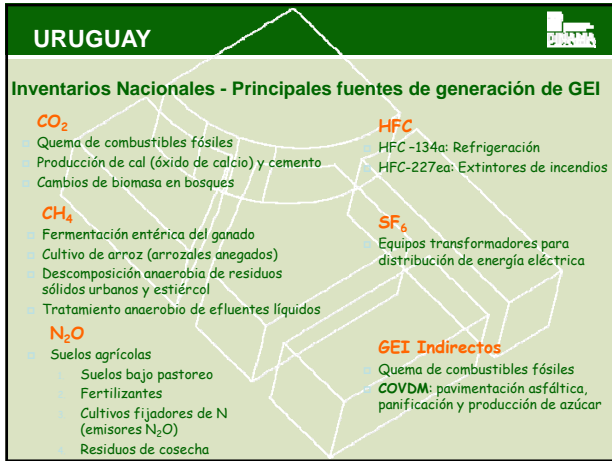 URUGUAY
DINAMA
Inventarios Nacionales - Principales fuentes de generación de GEI
CO₂
Quema de combustibles fósiles
Producción de cal (óxido de calcio) y cemento
Cambios de biomasa en bosques
CH₄
Fermentación entérica del ganado
Cultivo de arroz (arrozales anegados)
Descomposición anaerobia de residuos
sólidos urbanos y estiércol
Tratamiento anaerobio de efluentes líquidos
N₂O
Suelos agrícolas
Suelos bajo pastoreo
Fertilizantes
Cultivos fijadores de N
(emisores N₂O)
Residuos de cosecha
HFC
HFC –134a: Refrigeración
HFC-227ea: Extintores de incendios
SF₆
Equipos transformadores para
distribución de energía eléctrica
GEI Indirectos
Quema de combustibles fósiles
COVDM: pavimentación asfáltica,
panificación y producción de azúcar